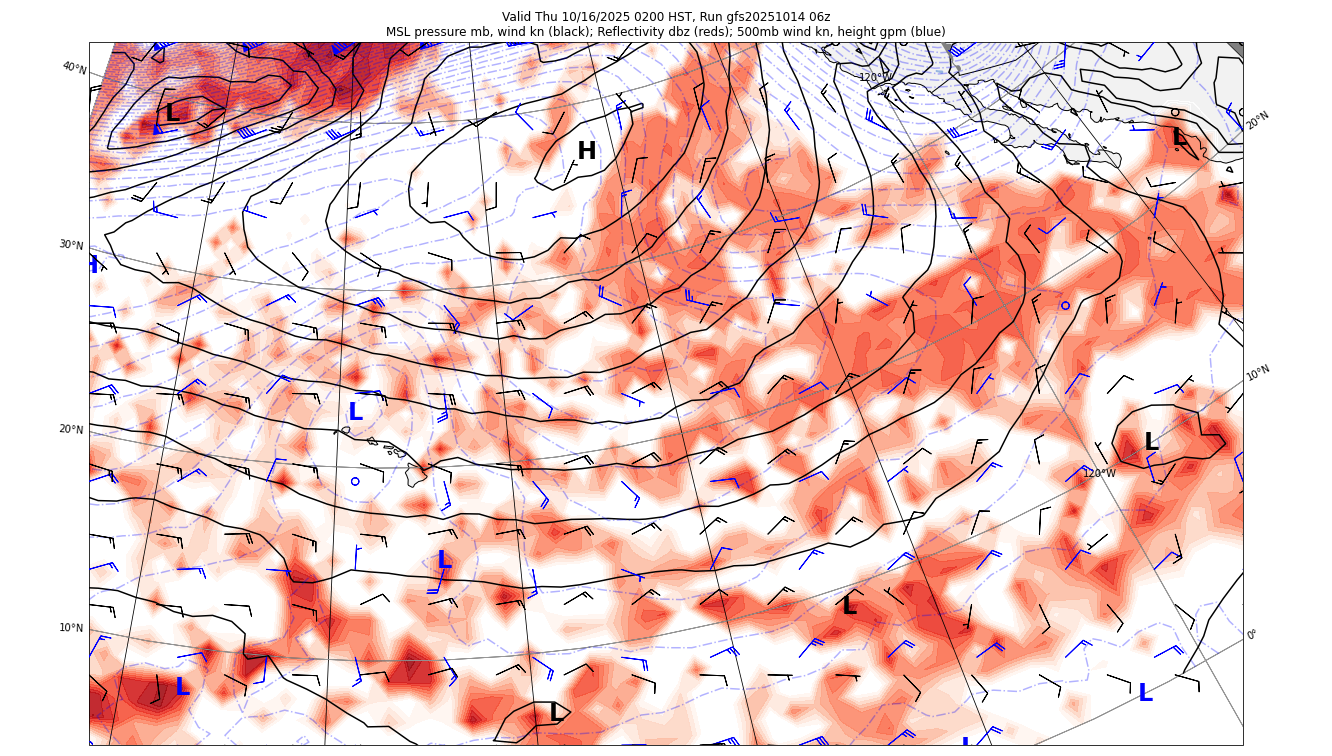 Valid Thu 10/16/2025 0200 HST, Run gfs20251014 06z
MSL pressure mb, wind kn (black); Reflectivity dbz (reds); 500mb wind kn, height gpm (blue)
40°N
120°W
20°N
L
L
H
30°N
H
10°N
L
20°N
L
120°W
L
L
10°N
0°
L
L
L
L